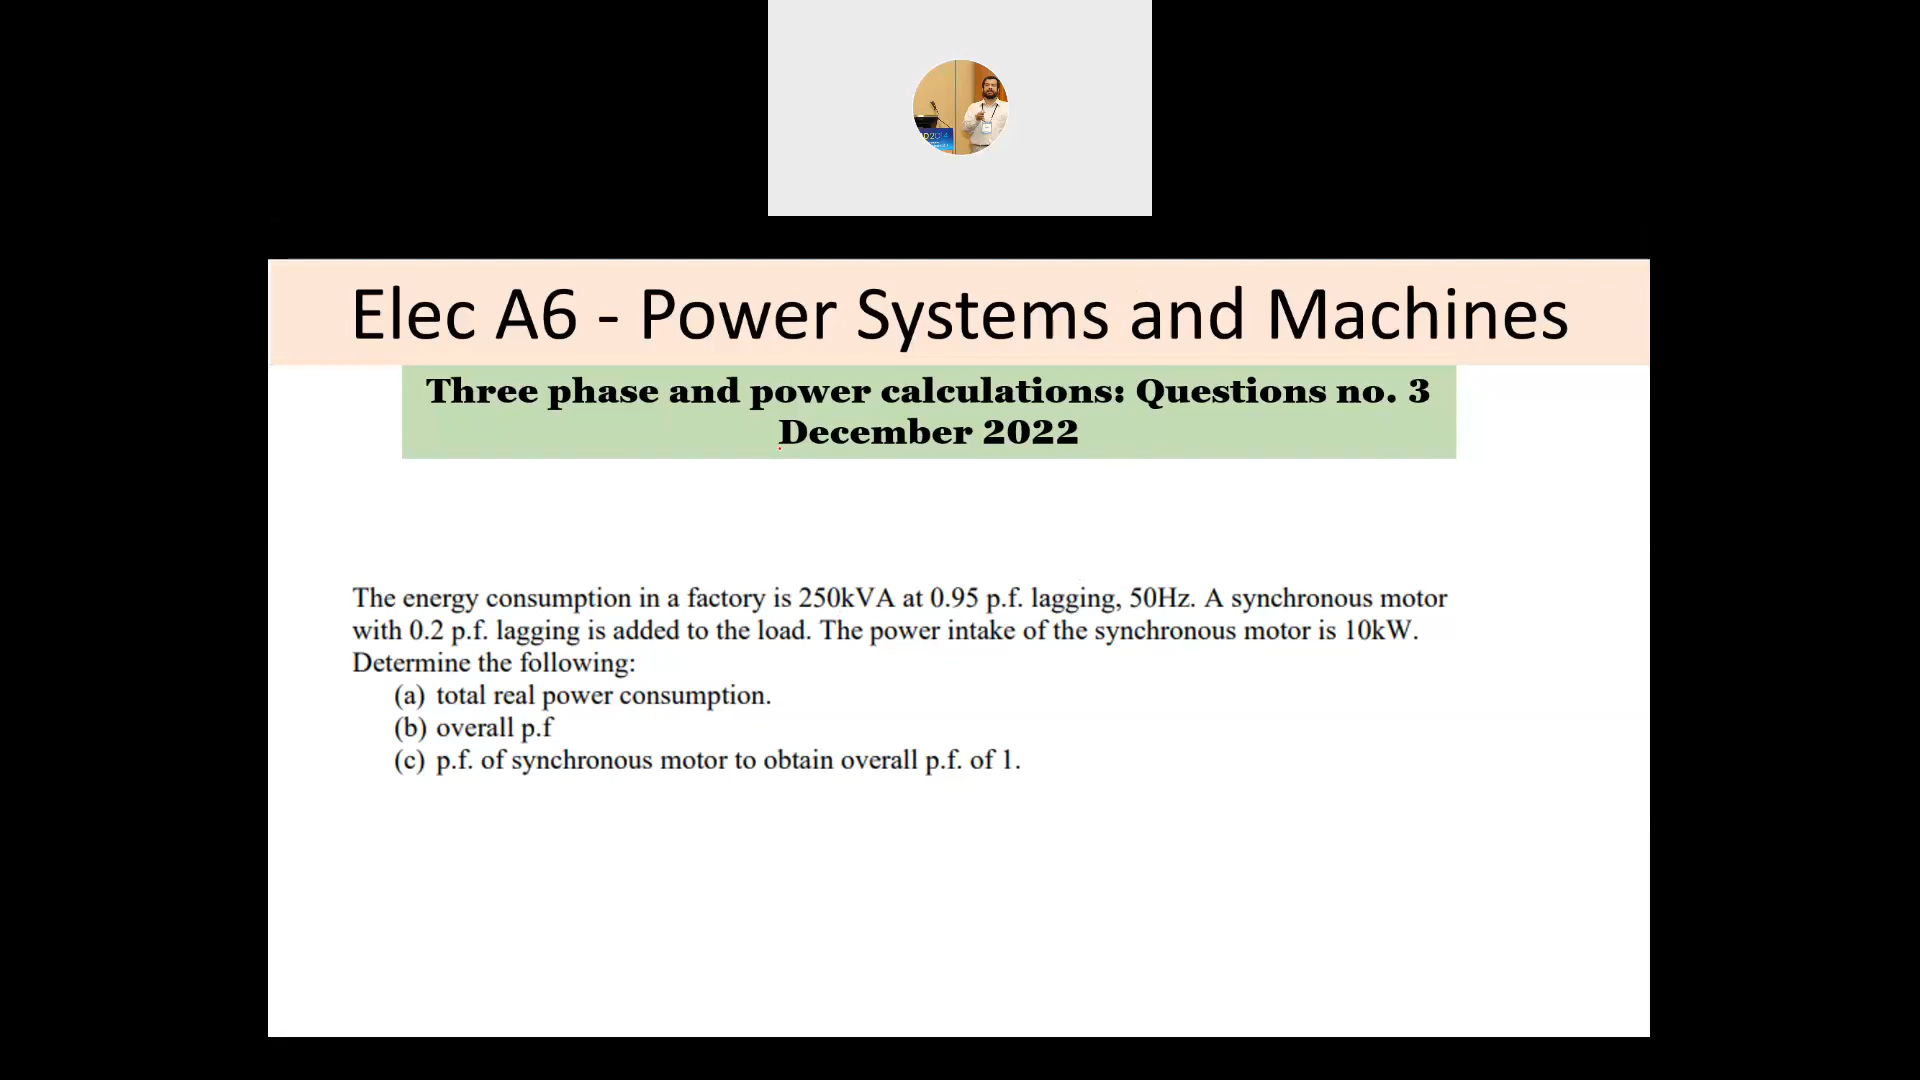 D2014
Elec A6 - Power Systems and Machines
Three phase and power calculations: Questions no. 3
December 2022
The energy consumption in a factory is 250kVA at 0.95 p.f. lagging, 50Hz. A synchronous motor
with 0.2 p.f. lagging is added to the load. The power intake of the synchronous motor is 10kW.
Determine the following:
(a) total real power consumption.
(b) overall p.f
(c) p.f. of synchronous motor to obtain overall p.f. of 1.